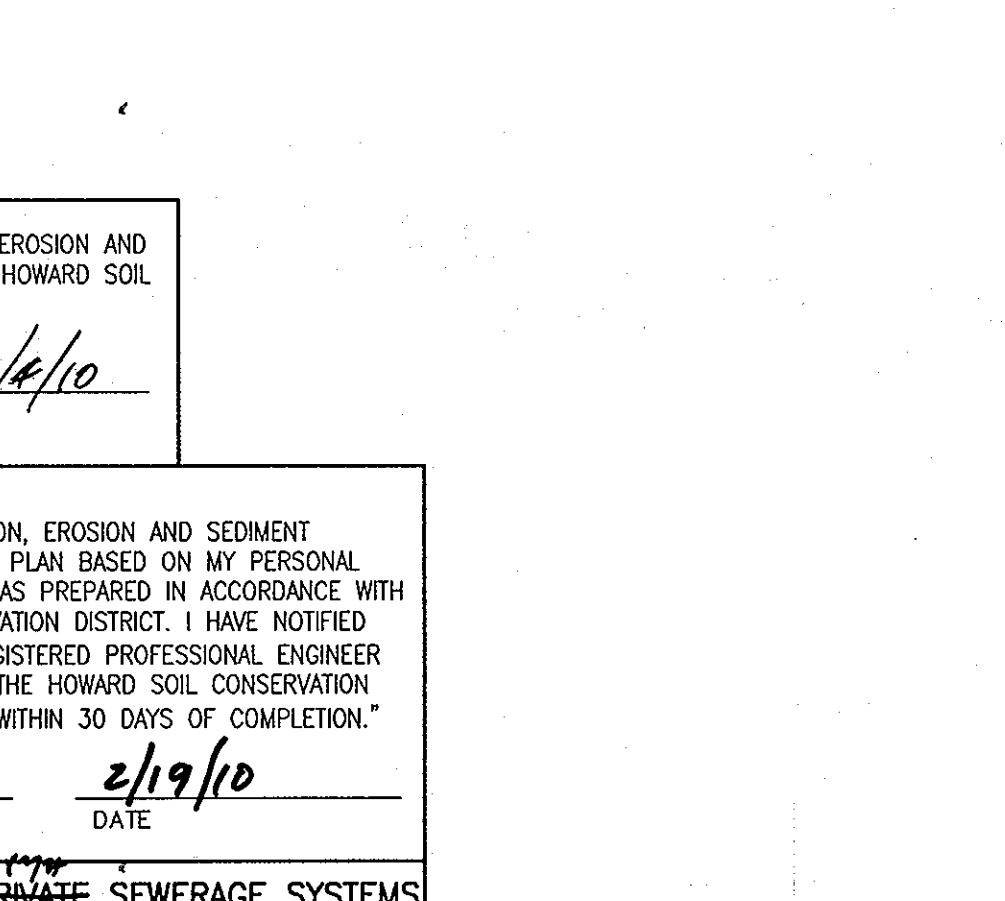 EROSION AND
HOWARD SOIL
/4/10
ON, EROSION AND SEDIMENT
PLAN BASED ON MY PERSONAL
AS PREPARED IN ACCORDANCE WITH
VATION DISTRICT. I HAVE NOTIFIED
GISTERED PROFESSIONAL ENGINEER
THE HOWARD SOIL CONSERVATION
WITHIN 30 DAYS OF COMPLETION."
2/19/10
DATE
RIVATE SEWERAGE SYSTEMS